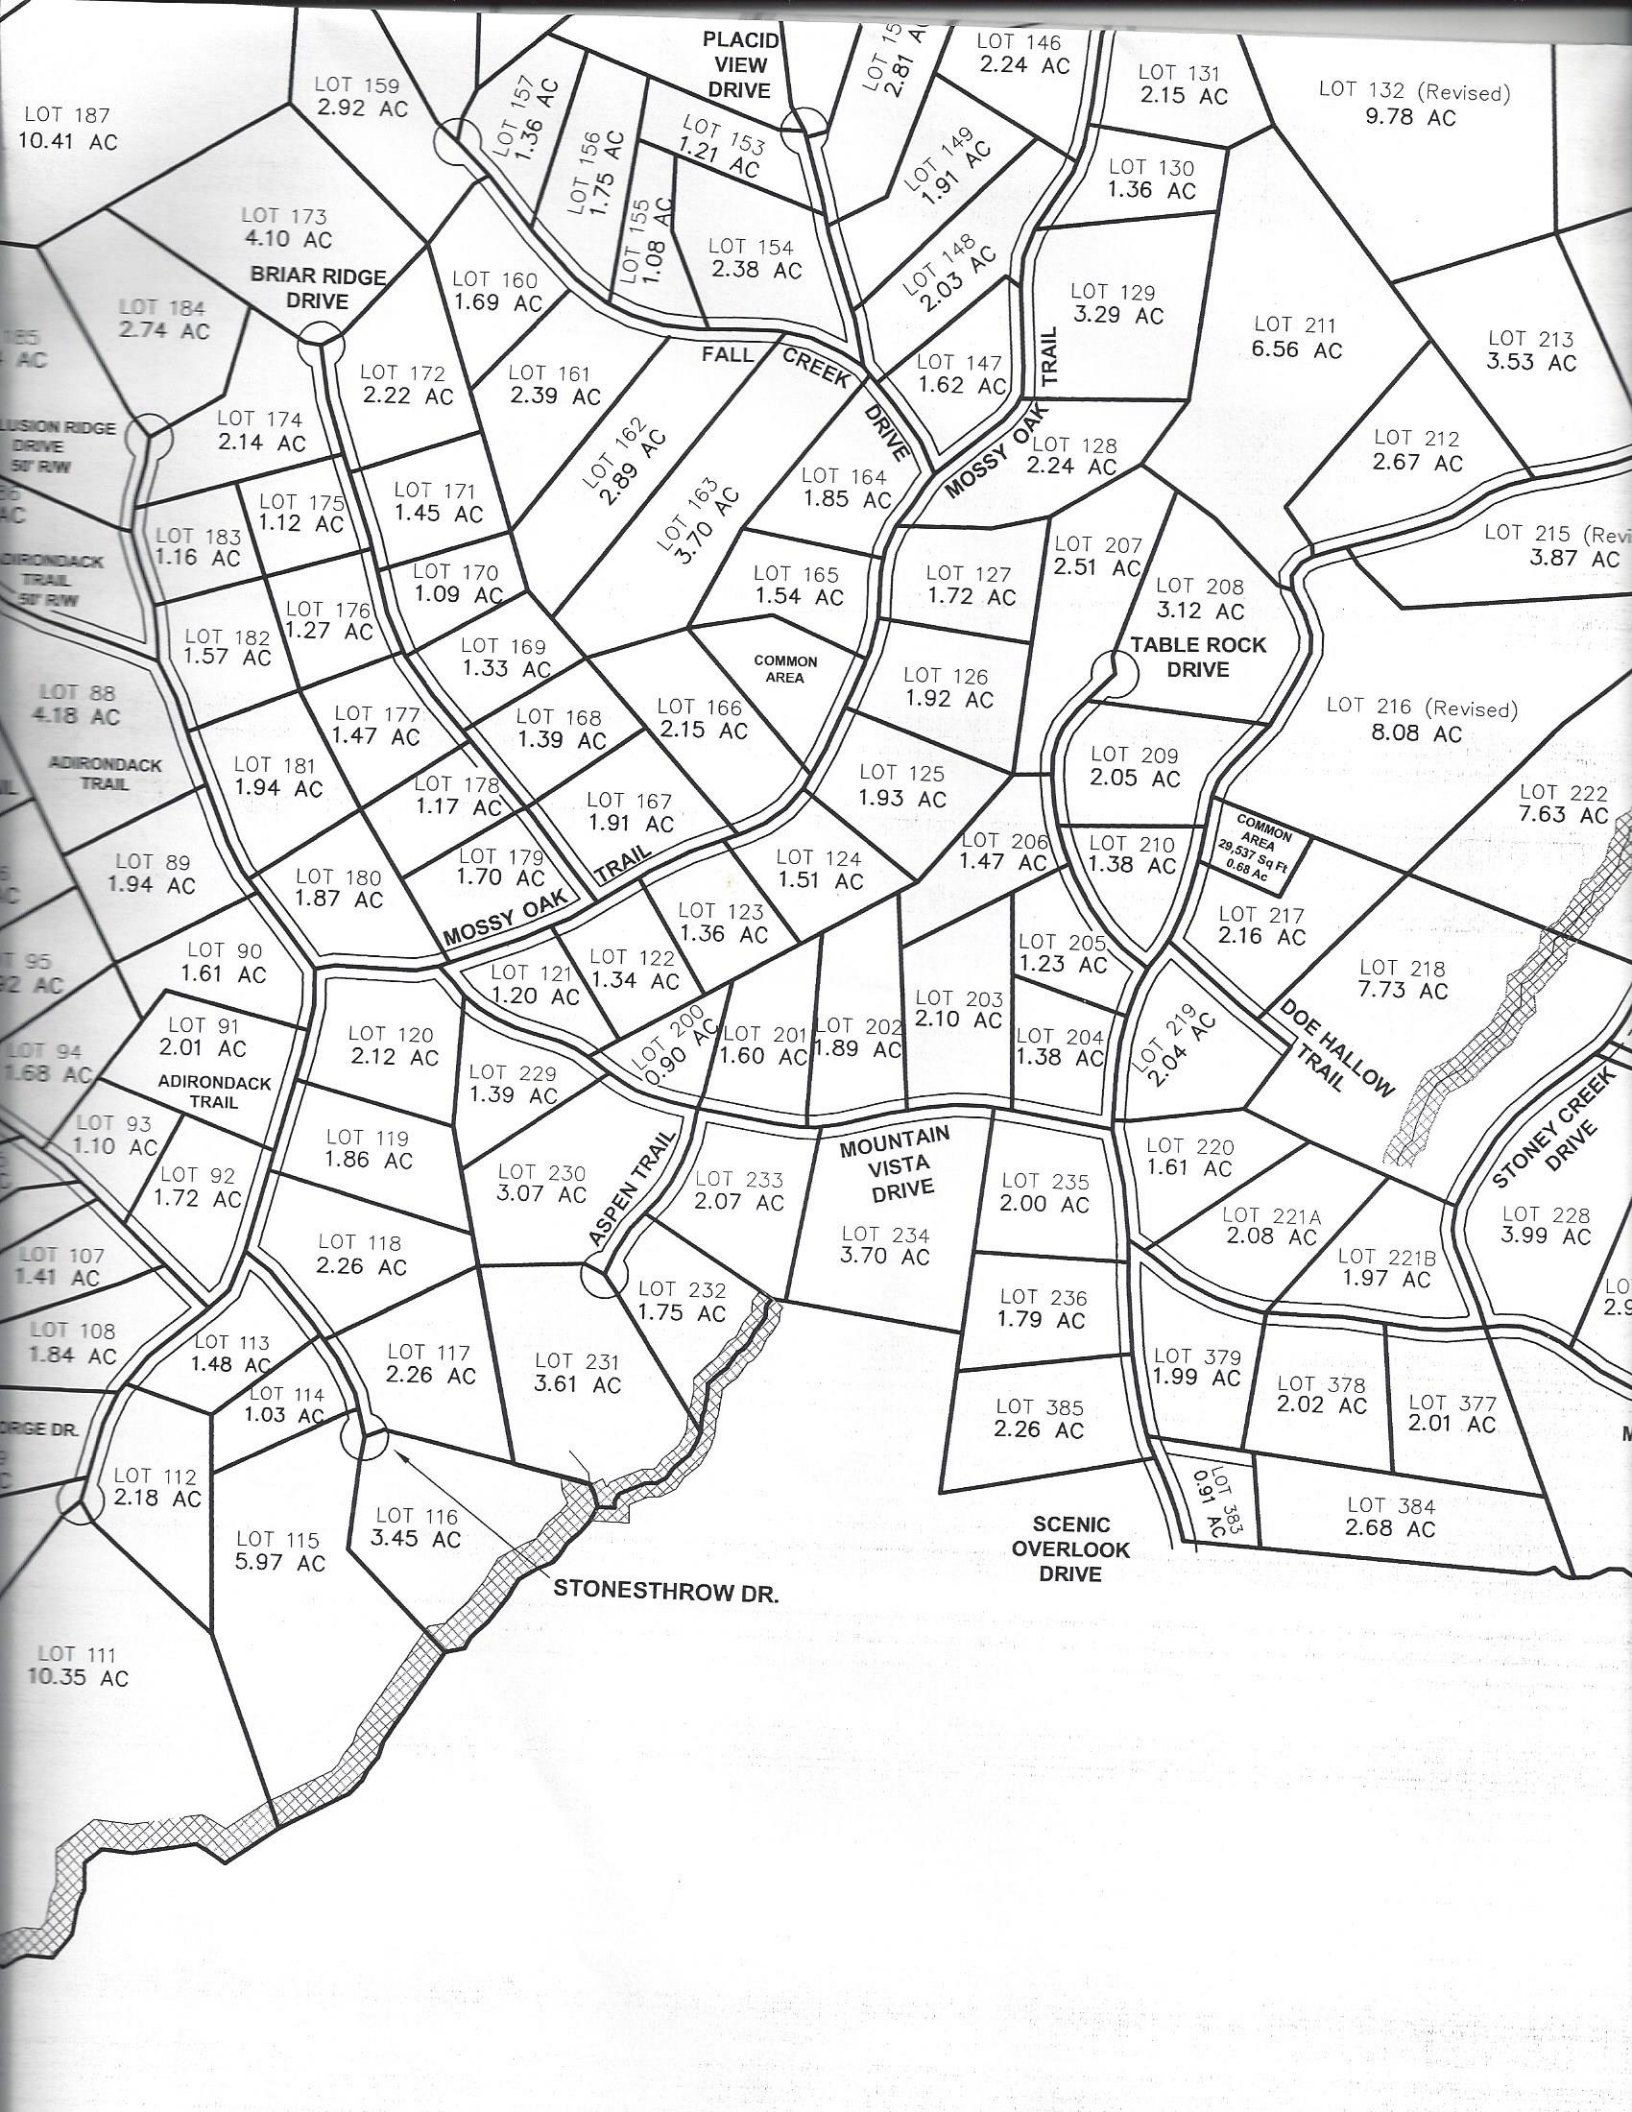 PLACID
VIEW
DRIVE
LOT 146
2.24 AC
2.81
LOT 131
2.15 AC
LOT 132 (Revised)
9.78 AC
LOT 187
10.41 AC
LOT 159
2.92 AC
LOT 157
1.36 AC
LOT 156
1.75 AC
LOT 153
1.21 AC
LOT 155
1.08 AC
LOT 154
2.38 AC
LOT 149
1.91 AC
LOT 148
2.03 AC
LOT 130
1.36 AC
LOT 173
4.10 AC
BRIAR RIDGE
DRIVE
LOT 160
1.69 AC
LOT 129
3.29 AC
LOT 211
6.56 AC
LOT 213
3.53 AC
LOT 184
2.74 AC
185
AC
LOT 172
2.22 AC
LOT 161
2.39 AC
FALL CREEK DRIVE
LOT 147
1.62 AC
MOSSY OAK TRAIL
LUSION RIDGE
DRIVE
50' R/W
LOT 174
2.14 AC
LOT 162
2.89 AC
LOT 128
2.24 AC
LOT 212
2.67 AC
LOT 175
1.12 AC
LOT 171
1.45 AC
LOT 163
3.70 AC
LOT 164
1.85 AC
LOT 183
1.16 AC
DIRONDACK
TRAIL
50' R/W
LOT 170
1.09 AC
LOT 165
1.54 AC
LOT 127
1.72 AC
LOT 207
2.51 AC
LOT 208
3.12 AC
LOT 215 (Revi
3.87 AC
LOT 182
1.57 AC
LOT 176
1.27 AC
LOT 169
1.33 AC
COMMON
AREA
LOT 126
1.92 AC
TABLE ROCK
DRIVE
LOT 88
4.18 AC
LOT 177
1.47 AC
LOT 168
1.39 AC
LOT 166
2.15 AC
LOT 216 (Revised)
8.08 AC
ADIRONDACK
TRAIL
LOT 181
1.94 AC
LOT 178
1.17 AC
LOT 167
1.91 AC
LOT 125
1.93 AC
LOT 209
2.05 AC
LOT 222
7.63 AC
LOT 89
1.94 AC
LOT 180
1.87 AC
LOT 179
1.70 AC
MOSSY OAK TRAIL
LOT 124
1.51 AC
LOT 206
1.47 AC
LOT 210
1.38 AC
COMMON
AREA
29,537 Sq Ft
0.68 Ac
LOT 90
1.61 AC
LOT 123
1.36 AC
LOT 217
2.16 AC
LOT 122
1.34 AC
LOT 121
1.20 AC
LOT 205
1.23 AC
LOT 218
7.73 AC
95
92 AC
LOT 91
2.01 AC
LOT 120
2.12 AC
LOT 200
0.90 AC
LOT 201
1.60 AC
LOT 202
1.89 AC
LOT 203
2.10 AC
LOT 204
1.38 AC
LOT 219
2.04 AC
DOE HALLOW
TRAIL
LOT 94
1.68 AC
ADIRONDACK
TRAIL
LOT 229
1.39 AC
STONEY CREEK
DRIVE
LOT 93
1.10 AC
LOT 119
1.86 AC
LOT 92
1.72 AC
LOT 230
3.07 AC
ASPEN TRAIL
LOT 233
2.07 AC
MOUNTAIN
VISTA
DRIVE
LOT 235
2.00 AC
LOT 220
1.61 AC
LOT 234
3.70 AC
LOT 221A
2.08 AC
LOT 228
3.99 AC
LOT 118
2.26 AC
LOT 107
1.41 AC
LOT 221B
1.97 AC
LOT 232
1.75 AC
LOT 236
1.79 AC
LO
2.9
LOT 108
1.84 AC
LOT 113
1.48 AC
LOT 117
2.26 AC
LOT 231
3.61 AC
LOT 379
1.99 AC
LOT 378
2.02 AC
LOT 377
2.01 AC
LOT 114
1.03 AC
LOT 385
2.26 AC
ORGE DR.
LOT 112
2.18 AC
LOT 116
3.45 AC
LOT 115
5.97 AC
LOT 383
0.91 AC
LOT 384
2.68 AC
SCENIC
OVERLOOK
DRIVE
STONESTHROW DR.
LOT 111
10.35 AC